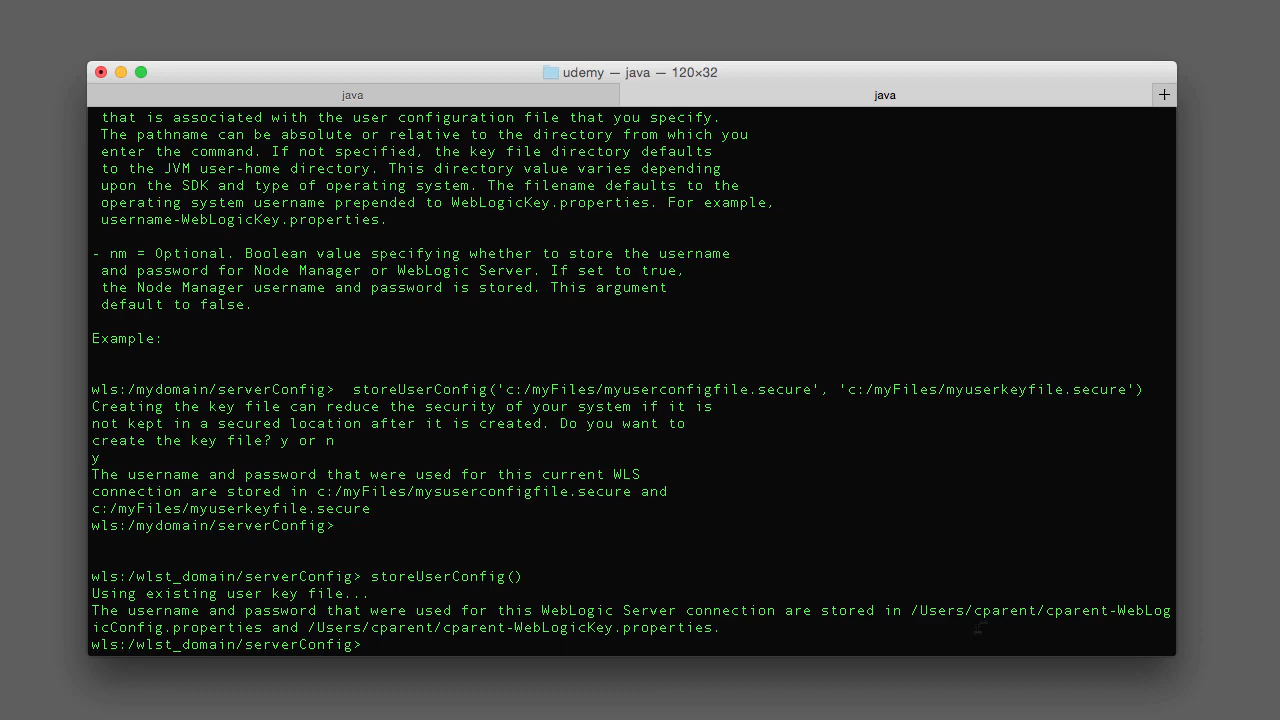 udemy — java — 120×32
java
java
+
that is associated with the user configuration file that you specify.
The pathname can be absolute or relative to the directory from which you
enter the command. If not specified, the key file directory defaults
to the JVM user-home directory. This directory value varies depending
upon the SDK and type of operating system. The filename defaults to the
operating system username prepended to WebLogicKey.properties. For example,
username-WebLogicKey.properties.
- nm = Optional. Boolean value specifying whether to store the username
and password for Node Manager or WebLogic Server. If set to true,
the Node Manager username and password is stored. This argument
default to false.
Example:
wls:/mydomain/serverConfig>  storeUserConfig('c:/myFiles/myuserconfigfile.secure', 'c:/myFiles/myuserkeyfile.secure')
Creating the key file can reduce the security of your system if it is
not kept in a secured location after it is created. Do you want to
create the key file? y or n
y
The username and password that were used for this current WLS
connection are stored in c:/myFiles/mysuserconfigfile.secure and
c:/myFiles/myuserkeyfile.secure
wls:/mydomain/serverConfig>
wls:/wlst_domain/serverConfig> storeUserConfig()
Using existing user key file...
The username and password that were used for this WebLogic Server connection are stored in /Users/cparent/cparent-WebLog
icConfig.properties and /Users/cparent/cparent-WebLogicKey.properties.
wls:/wlst_domain/serverConfig>